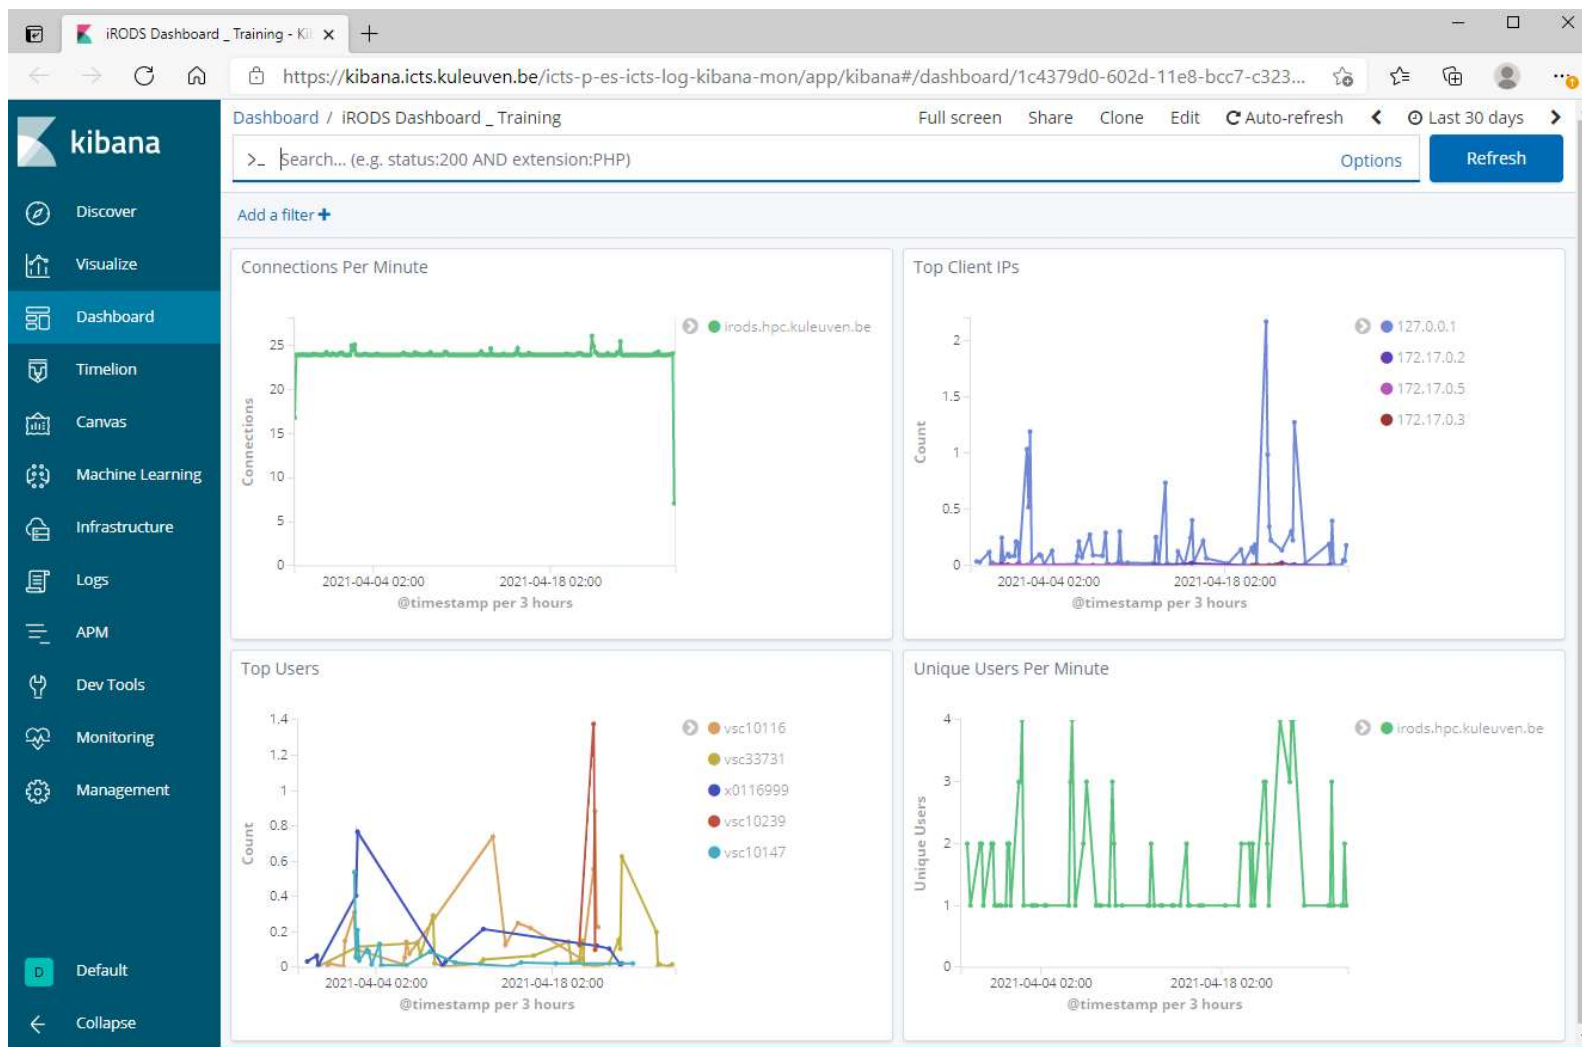 iRODS Dashboard _ Training - Ki
https://kibana.icts.kuleuven.be/icts-p-es-icts-log-kibana-mon/app/kibana#/dashboard/1c4379d0-602d-11e8-bcc7-c323...
kibana
Discover
Visualize
Dashboard
Timelion
Canvas
Machine Learning
Infrastructure
Logs
APM
Dev Tools
Monitoring
Management
D Default
Collapse
Dashboard / iRODS Dashboard _ Training
Full screen Share Clone Edit Auto-refresh Last 30 days
>_ Search... (e.g. status:200 AND extension:PHP) Options Refresh
Add a filter +
Connections Per Minute
25
20
15
10
5
0
Connections
2021-04-04 02:00 2021-04-18 02:00
@timestamp per 3 hours
irods.hpc.kuleuven.be
Top Client IPs
2
1.5
1
0.5
0
Count
2021-04-04 02:00 2021-04-18 02:00
@timestamp per 3 hours
127.0.0.1
172.17.0.2
172.17.0.5
172.17.0.3
Top Users
1.4
1.2
1
0.8
0.6
0.4
0.2
0
Count
2021-04-04 02:00 2021-04-18 02:00
@timestamp per 3 hours
vsc10116
vsc33731
x0116999
vsc10239
vsc10147
Unique Users Per Minute
4
3
2
1
0
Unique Users
2021-04-04 02:00 2021-04-18 02:00
@timestamp per 3 hours
irods.hpc.kuleuven.be